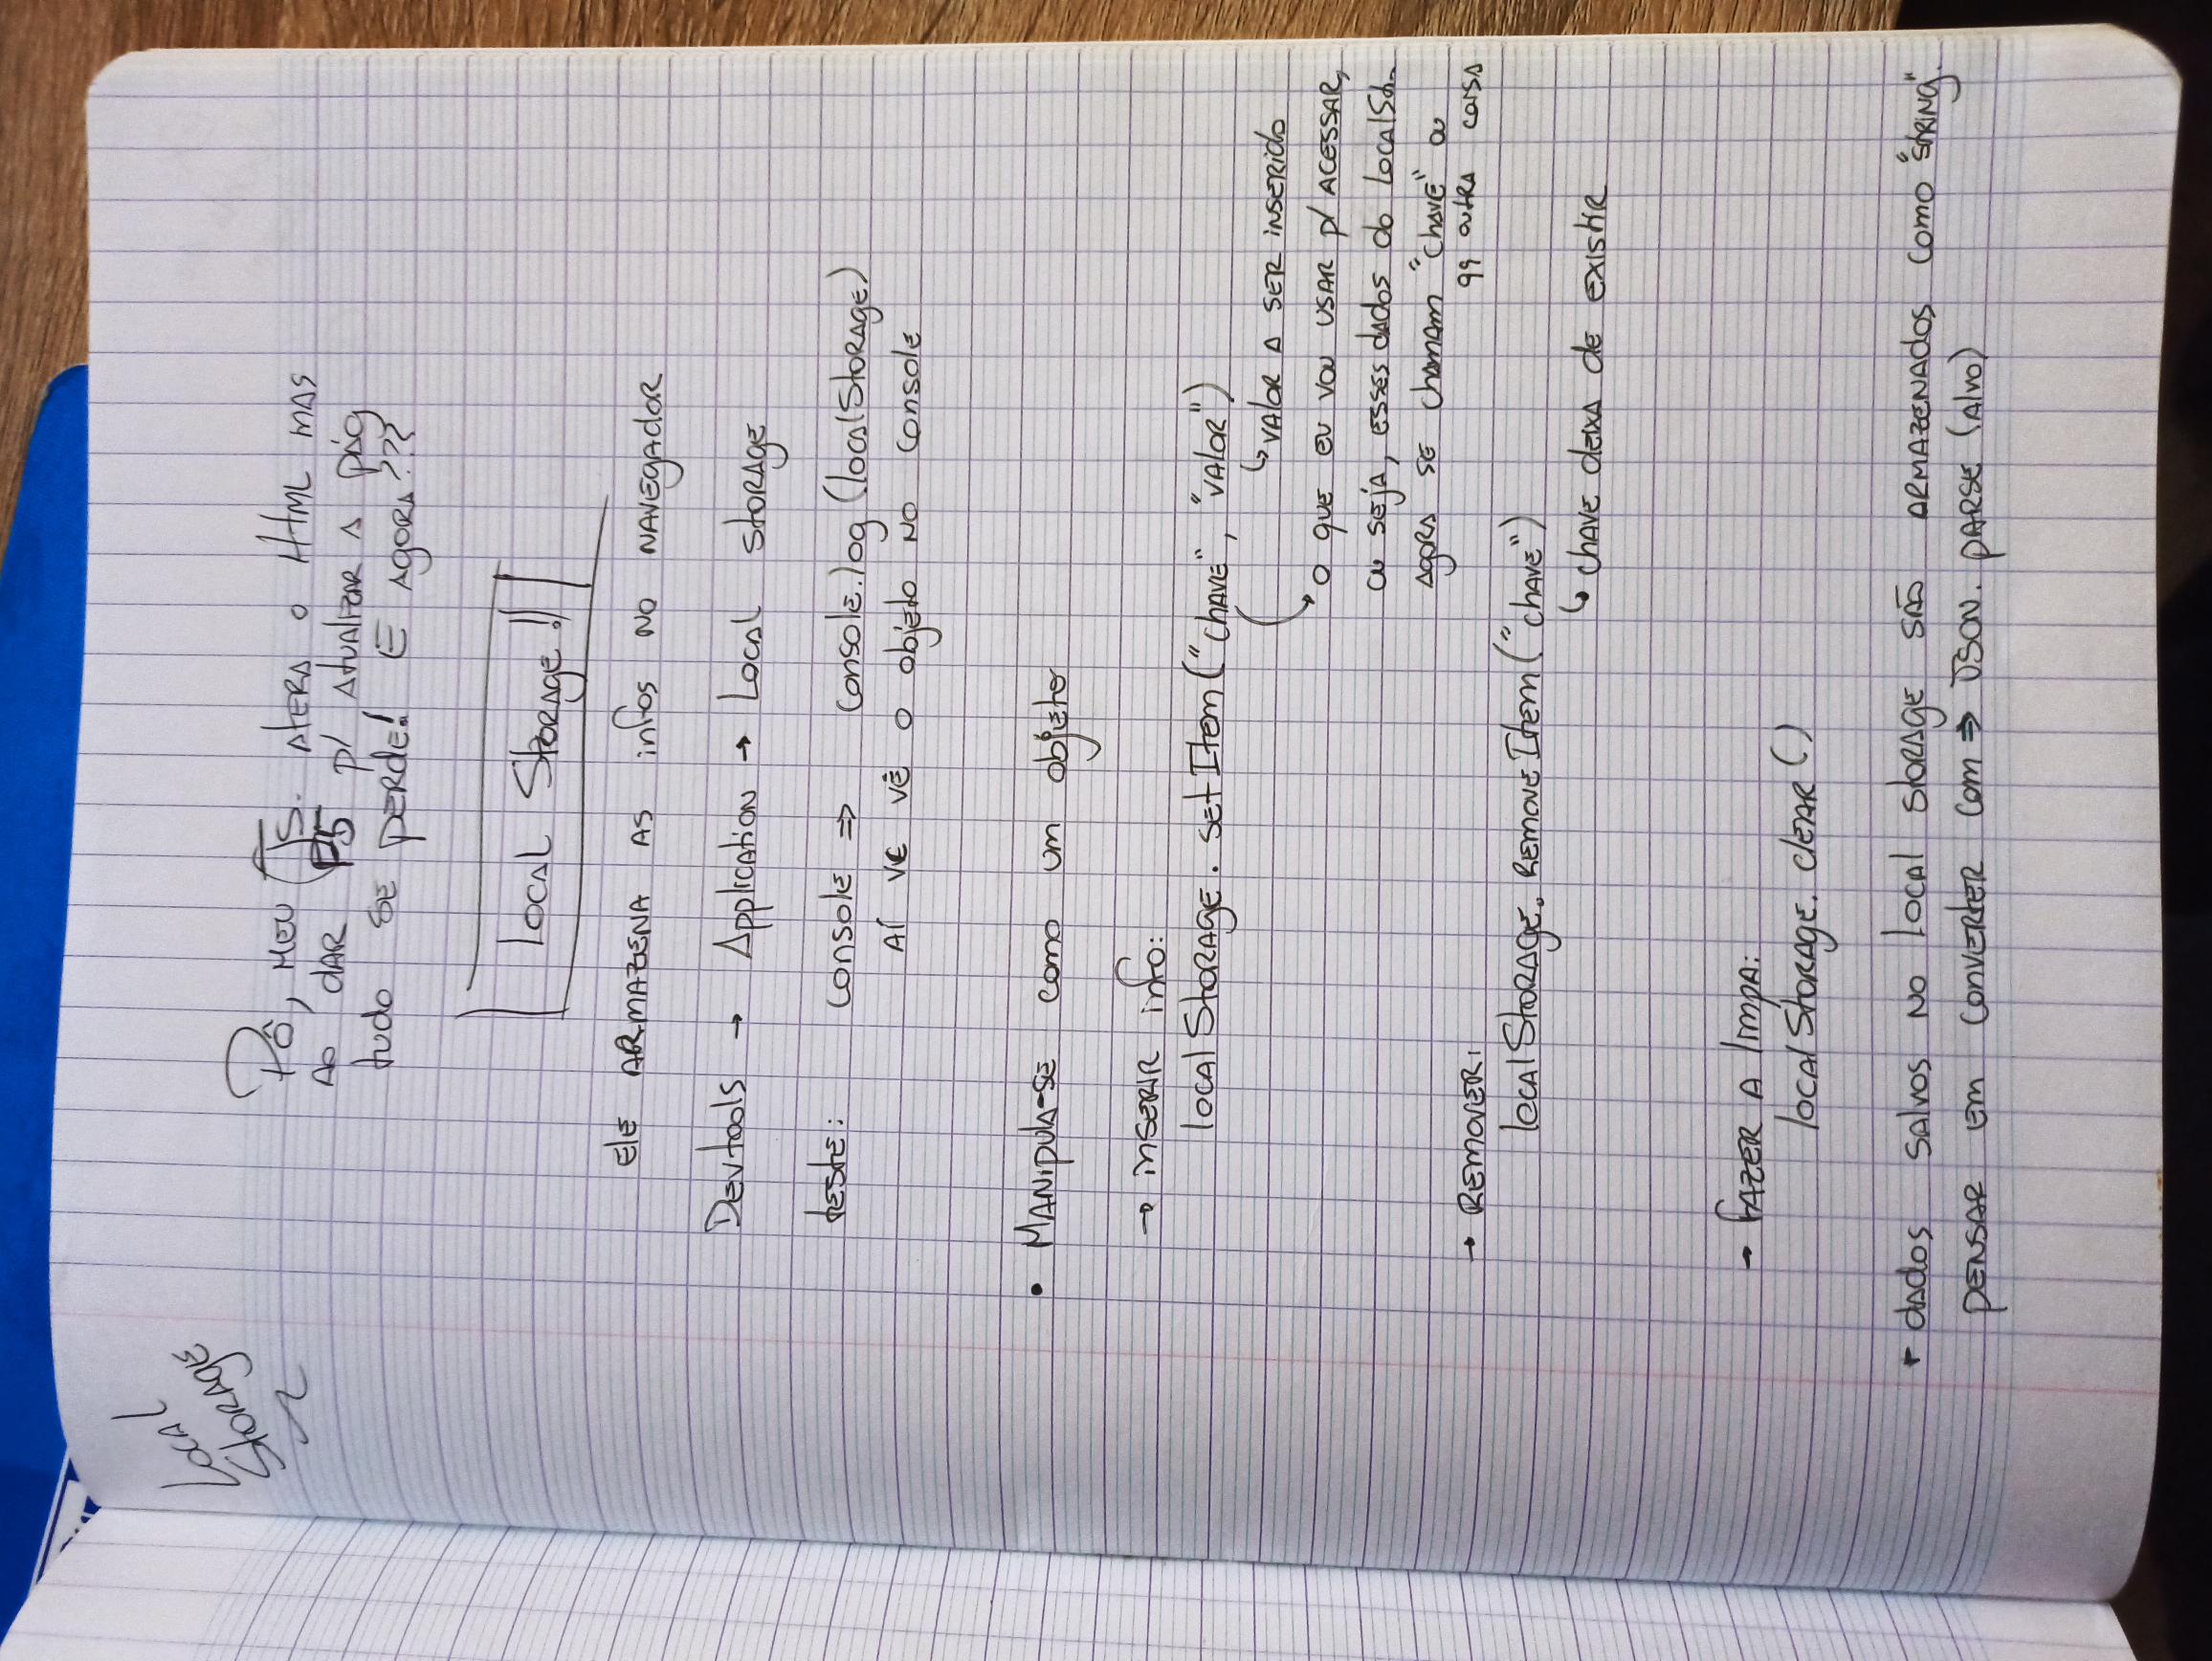 Local
Storage
Pô, meu JS. atera o Html mas
ao dar F5 p/ atualizar a pág
tudo se perde! E agora???
Local Storage!!
Ele armazena as infos no navegador
Devtools → Application → Local storage
teste: console ⇒ console.log (localStorage)
aí vc vê o objeto no console
• Manipula-se como um objeto
→ inserir info:
localStorage. setItem("chave", "valor")
↳ valor a ser inserido
o que eu vou usar p/ acessar,
ou seja, esses dados do LocalSt.
agora se chamam "chave" ou
qq outra coisa
→ Remover:
localStorage. RemoveItem("chave")
↳ chave deixa de existir
→ fazer a limpa:
localStorage. clear()
• dados salvos no local storage são armazenados como "string".
pensar em converter com ⇒ JSON. parse (alvo)